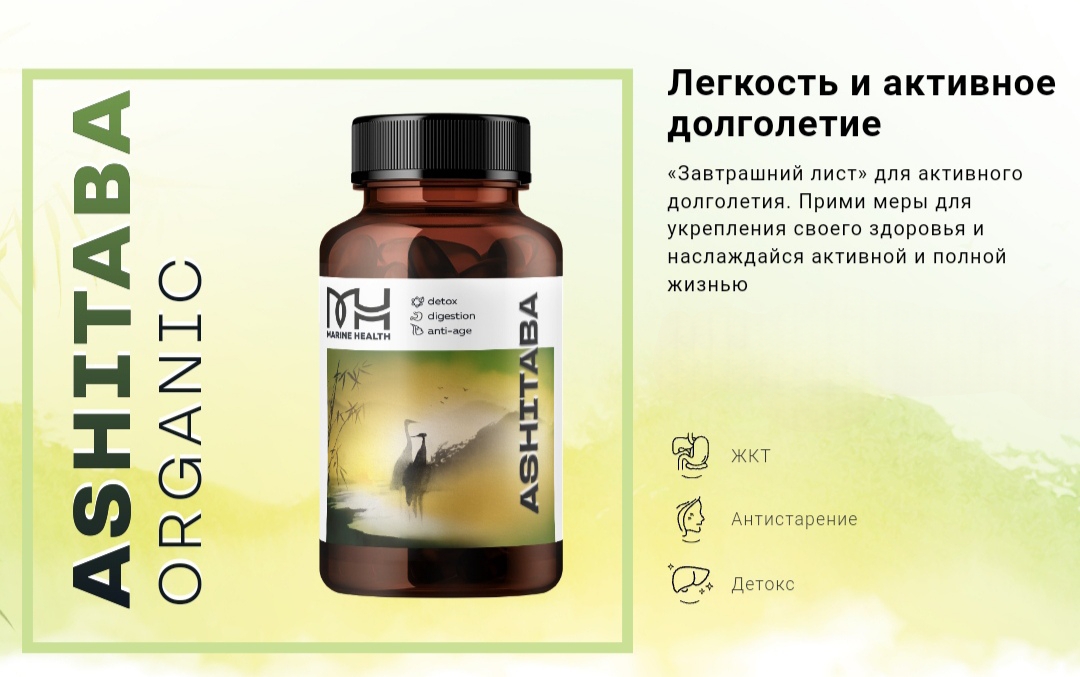 ASHITABA
ORGANIC
MH
MARINE HEALTH
detox
digestion
anti-age
ASHITABA
Легкость и активное
долголетие
«Завтрашний лист» для активного
долголетия. Прими меры для
укрепления своего здоровья и
наслаждайся активной и полной
жизнью
ЖКТ
Антистарение
Детокс